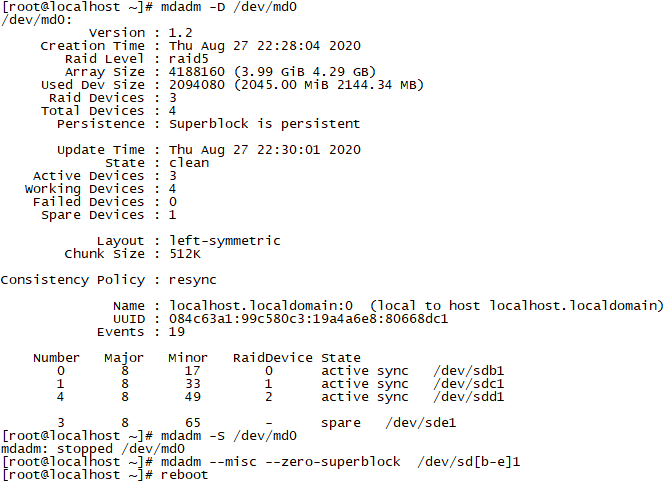 [root@localhost ~]# mdadm -D /dev/md0
/dev/md0:
           Version : 1.2
     Creation Time : Thu Aug 27 22:28:04 2020
        Raid Level : raid5
        Array Size : 4188160 (3.99 GiB 4.29 GB)
     Used Dev Size : 2094080 (2045.00 MiB 2144.34 MB)
      Raid Devices : 3
     Total Devices : 4
       Persistence : Superblock is persistent

       Update Time : Thu Aug 27 22:30:01 2020
             State : clean
    Active Devices : 3
   Working Devices : 4
    Failed Devices : 0
     Spare Devices : 1

            Layout : left-symmetric
        Chunk Size : 512K

Consistency Policy : resync

              Name : localhost.localdomain:0  (local to host localhost.localdomain)
              UUID : 084c63a1:99c580c3:19a4a6e8:80668dc1
            Events : 19

    Number   Major   Minor   RaidDevice State
       0       8       17        0      active sync   /dev/sdb1
       1       8       33        1      active sync   /dev/sdc1
       4       8       49        2      active sync   /dev/sdd1

       3       8       65        -      spare   /dev/sde1
[root@localhost ~]# mdadm -S /dev/md0
mdadm: stopped /dev/md0
[root@localhost ~]# mdadm --misc --zero-superblock  /dev/sd[b-e]1
[root@localhost ~]# reboot